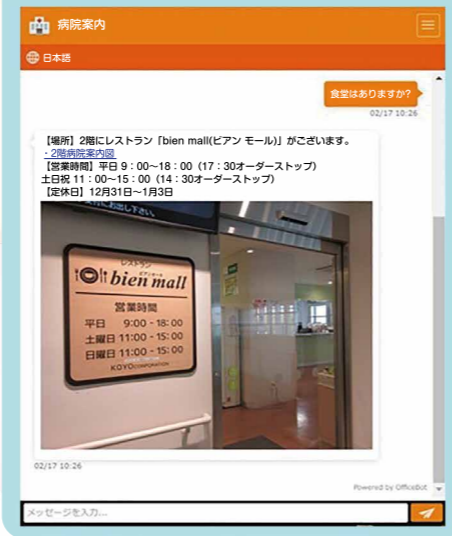 病院案内
日本語
食堂はありますか?
02/17 10:26
【場所】2階にレストラン「bien mall(ビアン モール)」がございます。
・2階病院案内図
【営業時間】平日 9:00~18:00(17:30オーダーストップ)
土日祝 11:00~15:00(14:30オーダーストップ)
【定休日】12月31日~1月3日
お出し下さい。
レストラン
ビアンモール
bien mall
営業時間
平日 9:00-18:00
土曜日 11:00-15:00
日曜日 11:00-15:00
KOYO CORPORATION
02/17 10:26
Powered by OfficeBot
メッセージを入力...